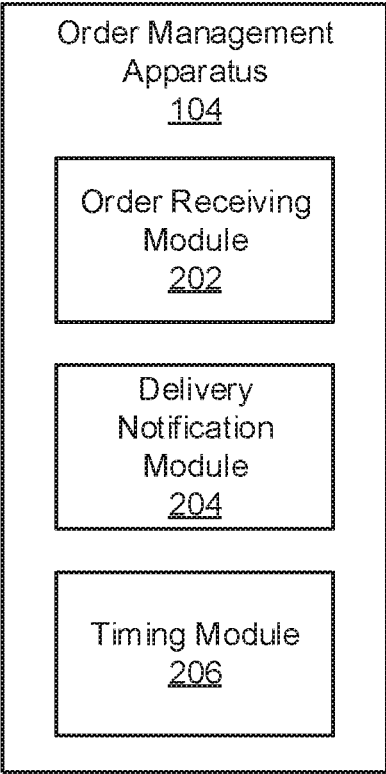 Order Management
Apparatus
104
Order Receiving
Module
202
Delivery
Notification
Module
204
Timing Module
206